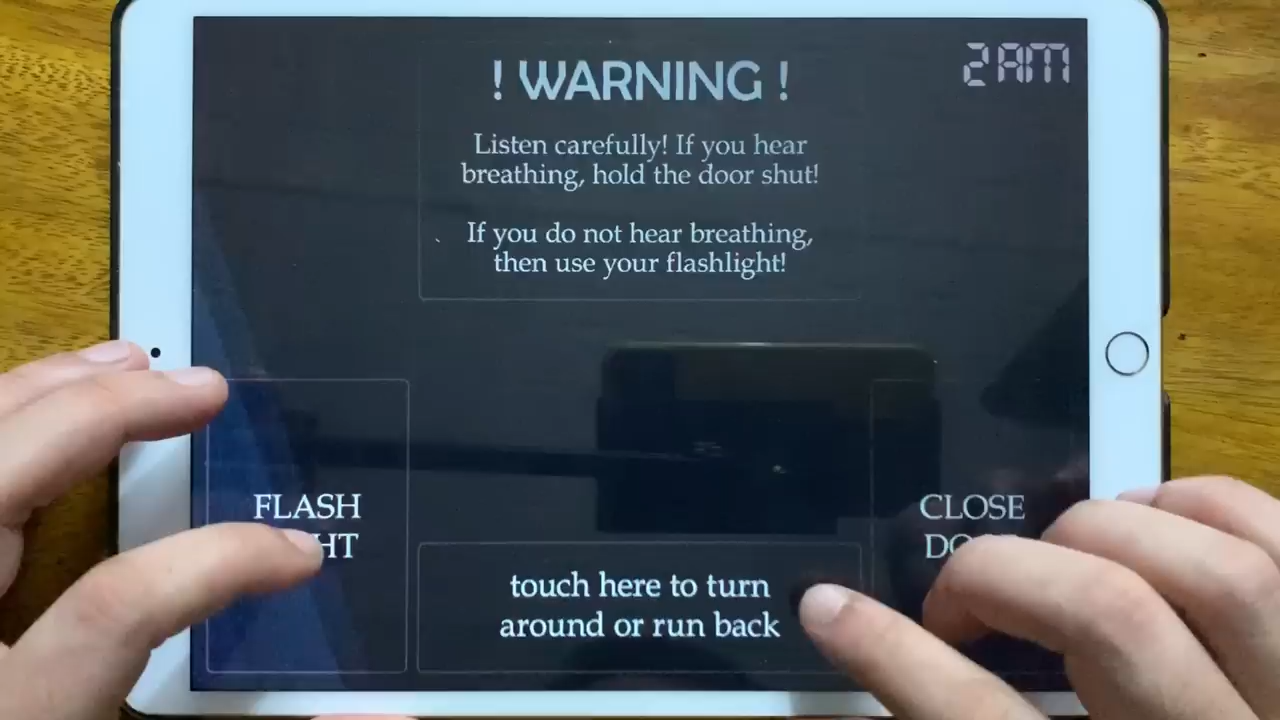 ! WARNING !
2 AM
Listen carefully! If you hear
breathing, hold the door shut!
If you do not hear breathing,
then use your flashlight!
FLASH
CLOSE
touch here to turn
around or run back